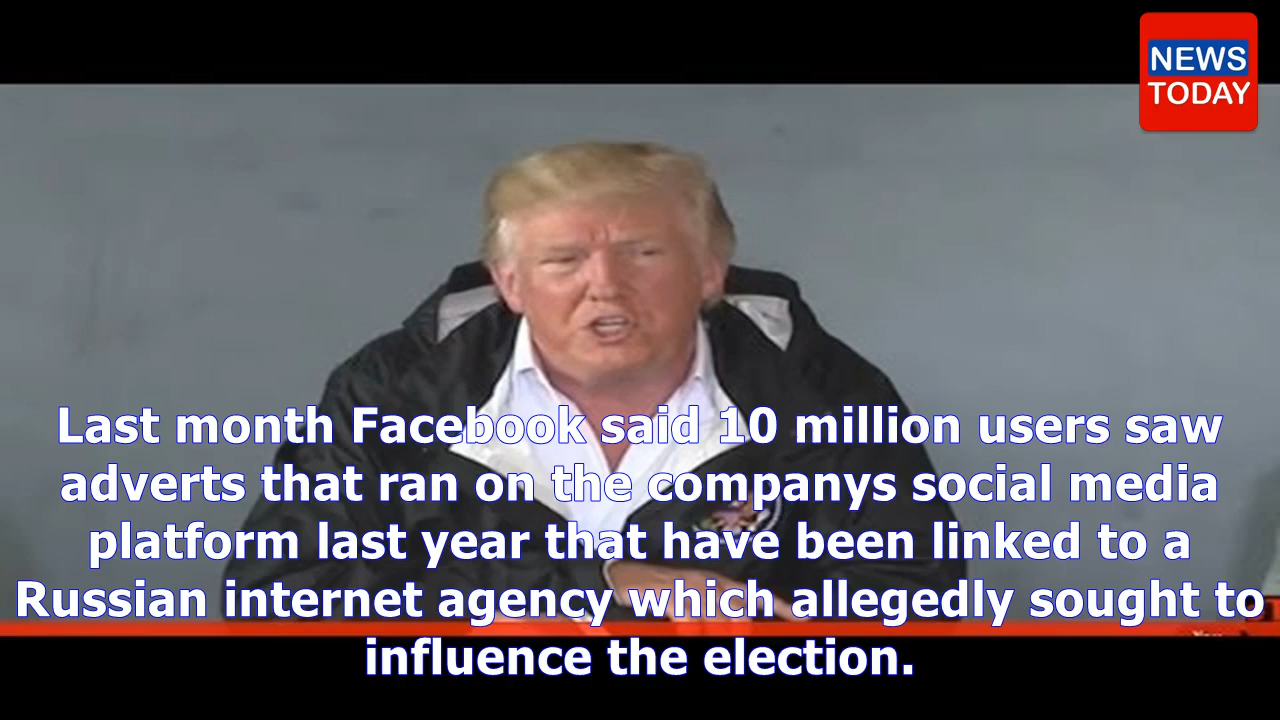 NEWS
TODAY
Last month Facebook said 10 million users saw
adverts that ran on the companys social media
platform last year that have been linked to a
Russian internet agency which allegedly sought to
influence the election.